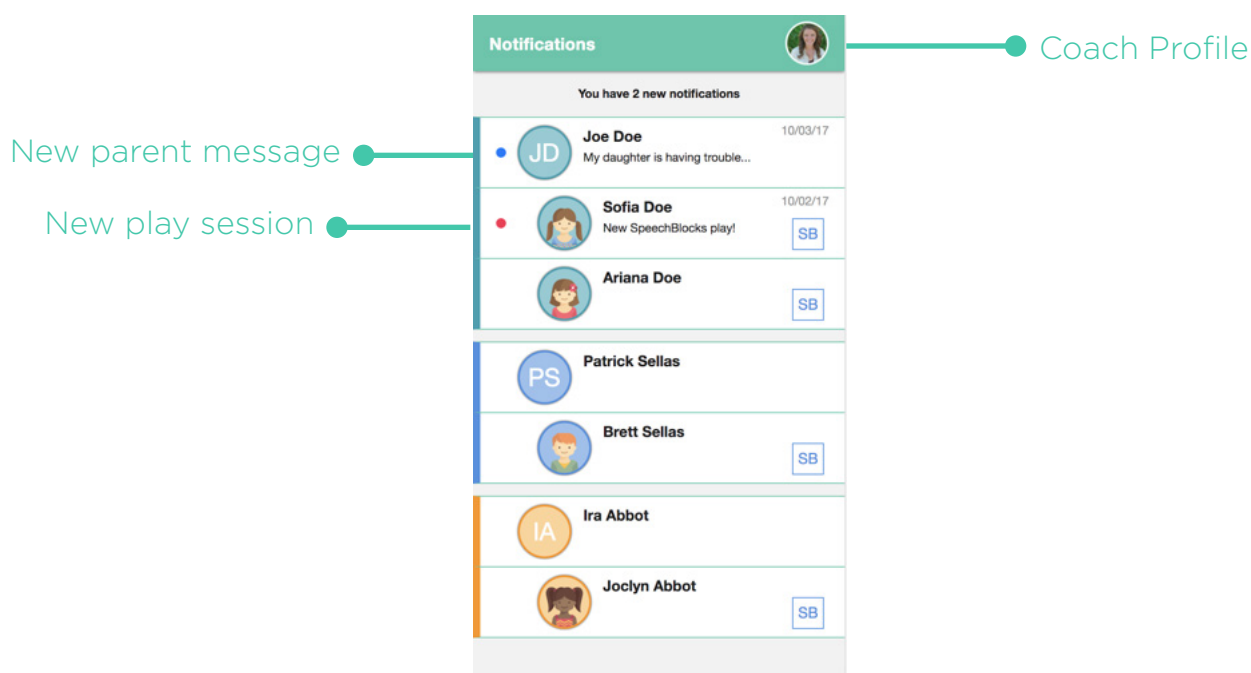 Notifications
Coach Profile
You have 2 new notifications
New parent message
JD
Joe Doe
10/03/17
My daughter is having trouble...
New play session
Sofia Doe
10/02/17
New SpeechBlocks play!
SB
Ariana Doe
SB
PS
Patrick Sellas
Brett Sellas
SB
IA
Ira Abbot
Joclyn Abbot
SB